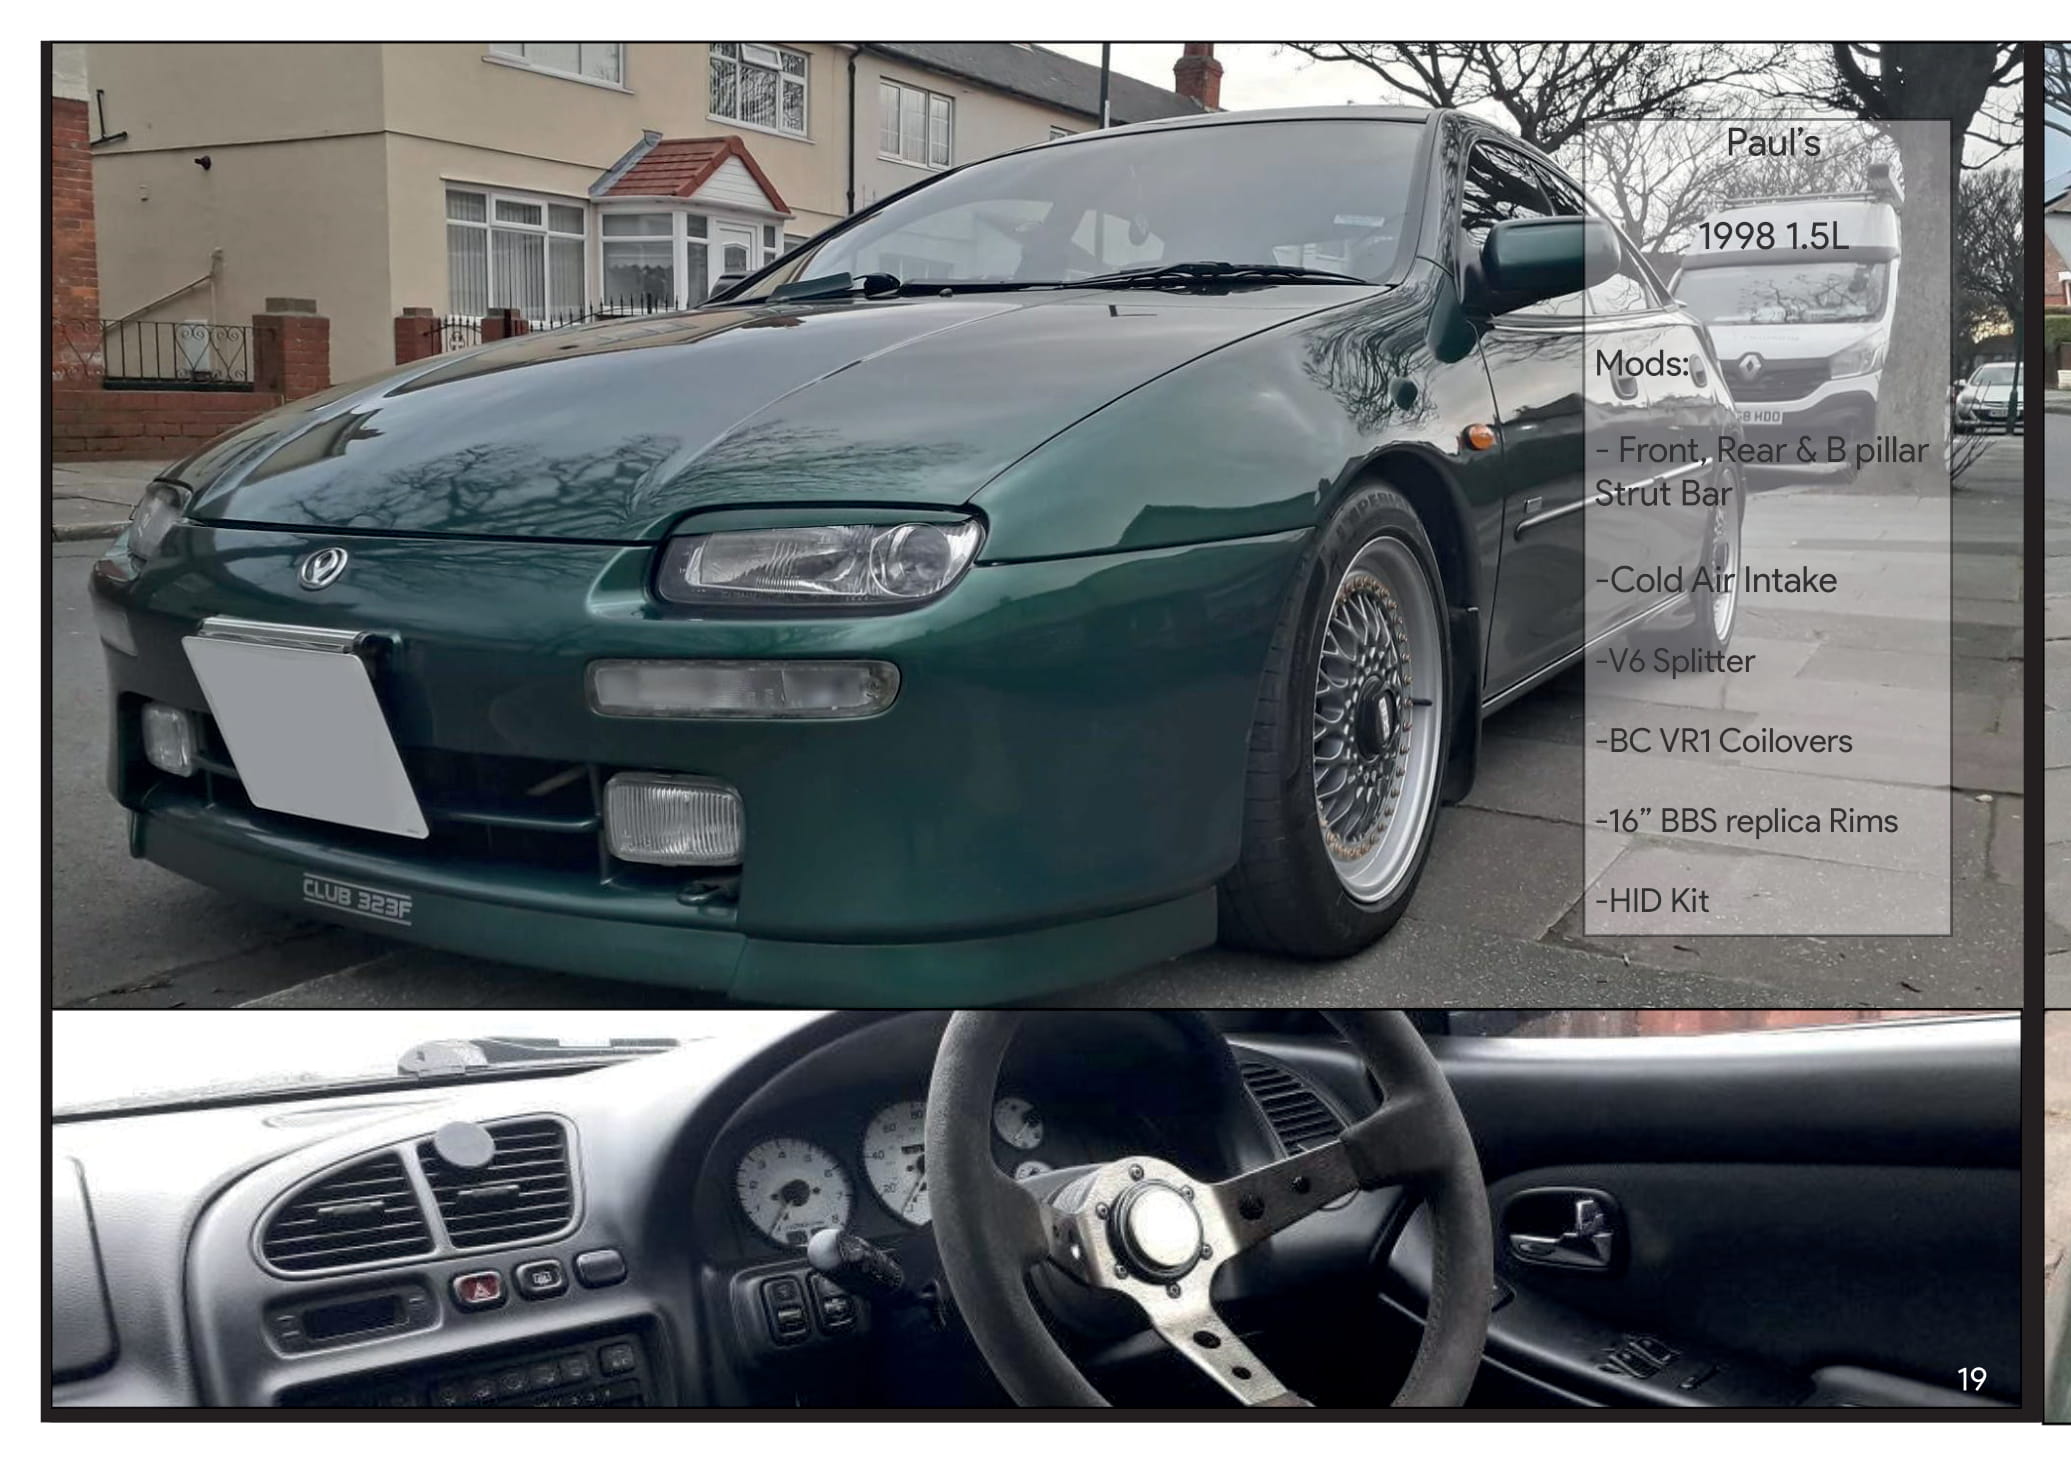 Paul's
1998 1.5L
Mods:
- Front, Rear & B pillar
Strut Bar
-Cold Air Intake
-V6 Splitter
-BC VR1 Coilovers
-16” BBS replica Rims
-HID Kit
HDO
CLUB 323F
19